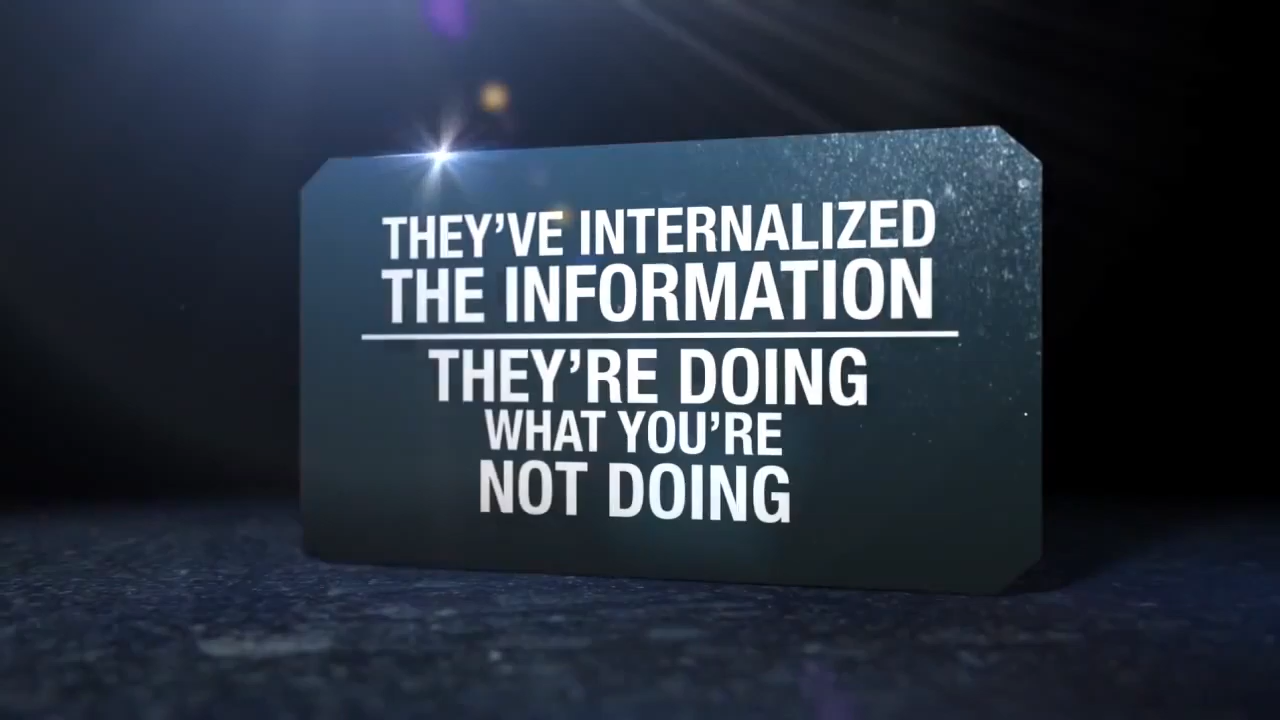 THEY’VE INTERNALIZED
THE INFORMATION
THEY’RE DOING
WHAT YOU’RE
NOT DOING